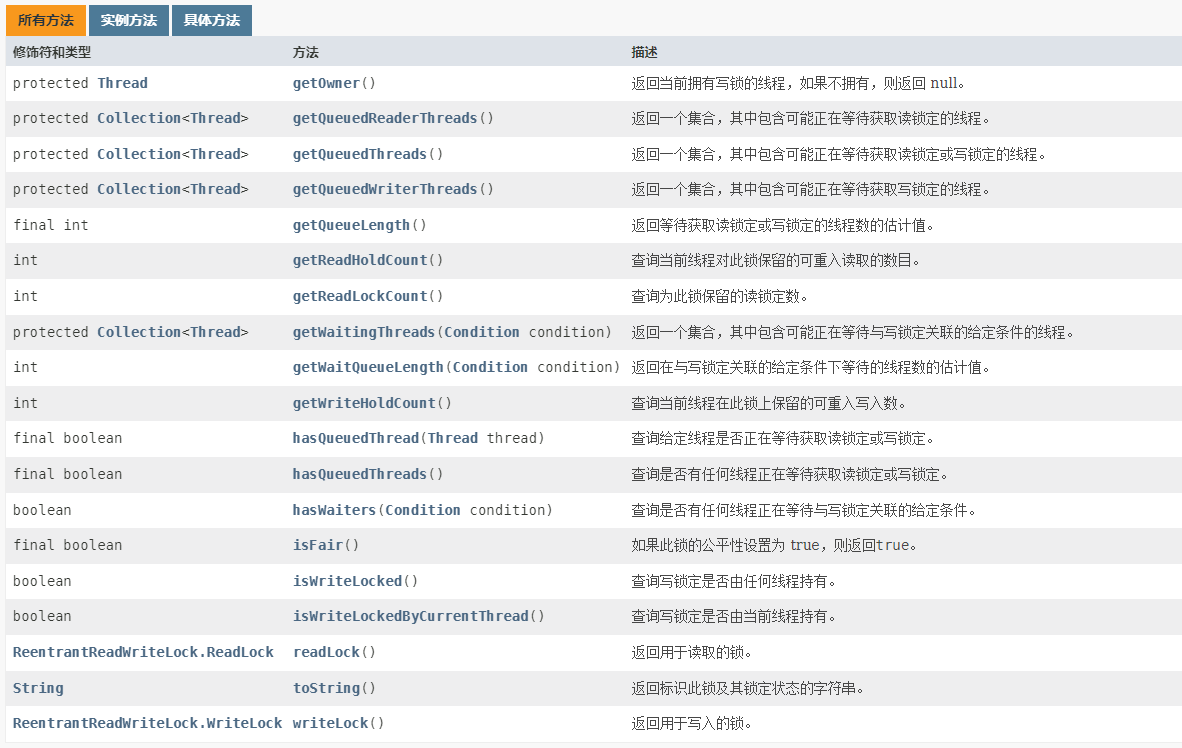 所有方法 实例方法 具体方法
修饰符和类型 方法 描述
protected Thread getOwner() 返回当前拥有写锁的线程，如果不拥有，则返回 null。
protected Collection<Thread> getQueuedReaderThreads() 返回一个集合，其中包含可能正在等待获取读锁定的线程。
protected Collection<Thread> getQueuedThreads() 返回一个集合，其中包含可能正在等待获取读锁定或写锁定的线程。
protected Collection<Thread> getQueuedWriterThreads() 返回一个集合，其中包含可能正在等待获取写锁定的线程。
final int getQueueLength() 返回等待获取读锁定或写锁定的线程数的估计值。
int getReadHoldCount() 查询当前线程对此锁保留的可重入读取的数目。
int getReadLockCount() 查询为此锁保留的读锁定数。
protected Collection<Thread> getWaitingThreads(Condition condition) 返回一个集合，其中包含可能正在等待与写锁定关联的给定条件的线程。
int getWaitQueueLength(Condition condition) 返回在与写锁定关联的给定条件下等待的线程数的估计值。
int getWriteHoldCount() 查询当前线程在此锁上保留的可重入写入数。
final boolean hasQueuedThread(Thread thread) 查询给定线程是否正在等待获取读锁定或写锁定。
final boolean hasQueuedThreads() 查询是否有任何线程正在等待获取读锁定或写锁定。
boolean hasWaiters(Condition condition) 查询是否有任何线程正在等待与写锁定关联的给定条件。
final boolean isFair() 如果此锁的公平性设置为 true，则返回true。
boolean isWriteLocked() 查询写锁定是否由任何线程持有。
boolean isWriteLockedByCurrentThread() 查询写锁定是否由当前线程持有。
ReentrantReadWriteLock.ReadLock readLock() 返回用于读取的锁。
String toString() 返回标识此锁及其锁定状态的字符串。
ReentrantReadWriteLock.WriteLock writeLock() 返回用于写入的锁。